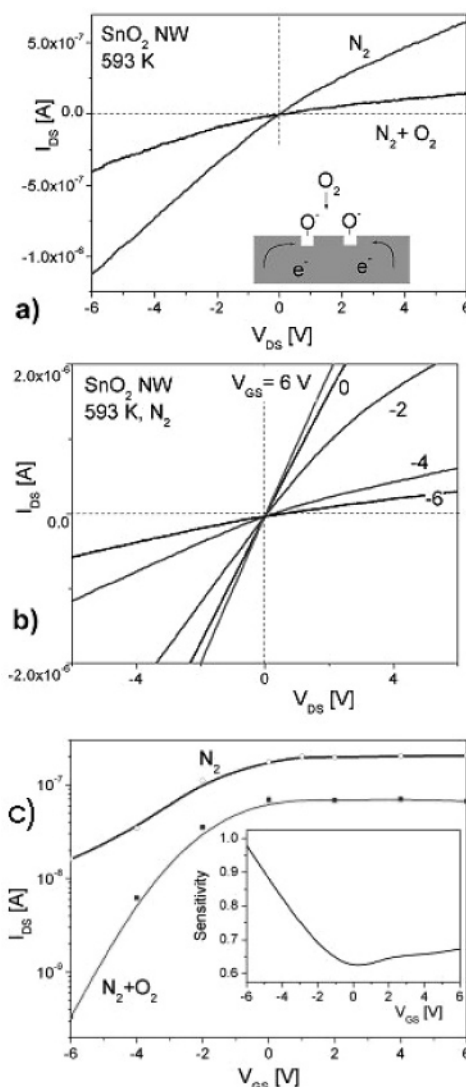 SnO₂ NW
593 K
N₂
N₂+ O₂
O₂
O⁻ O⁻
e⁻ e⁻
5.0x10⁻⁷
0.0
-5.0x10⁻⁷
-1.0x10⁻⁶
I_DS [A]
-6 -4 -2 0 2 4 6
V_DS [V]
a)
SnO₂ NW
593 K, N₂
V_GS= 6 V
0
-2
-4
-6
2.0x10⁻⁶
0.0
-2.0x10⁻⁶
I_DS [A]
-4 0 4
V_DS [V]
b)
c)
N₂
N₂+O₂
10⁻⁷
10⁻⁸
10⁻⁹
I_DS [A]
1.0
0.9
0.8
0.7
0.6
Sensitivity
-6 -4 -2 0 2 4 6
V_GS [V]
-6 -4 -2 0 2 4 6
V_GS [V]